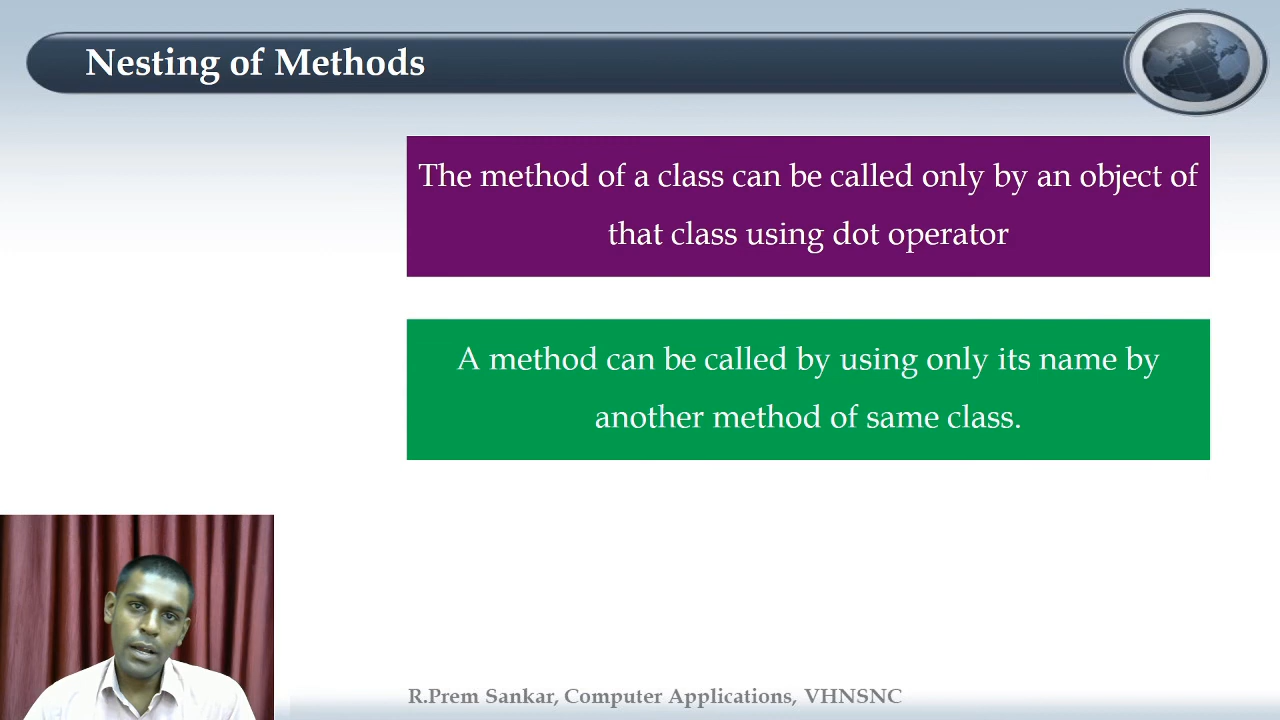 Nesting of Methods
The method of a class can be called only by an object of
that class using dot operator
A method can be called by using only its name by
another method of same class.
R.Prem Sankar, Computer Applications, VHNSNC